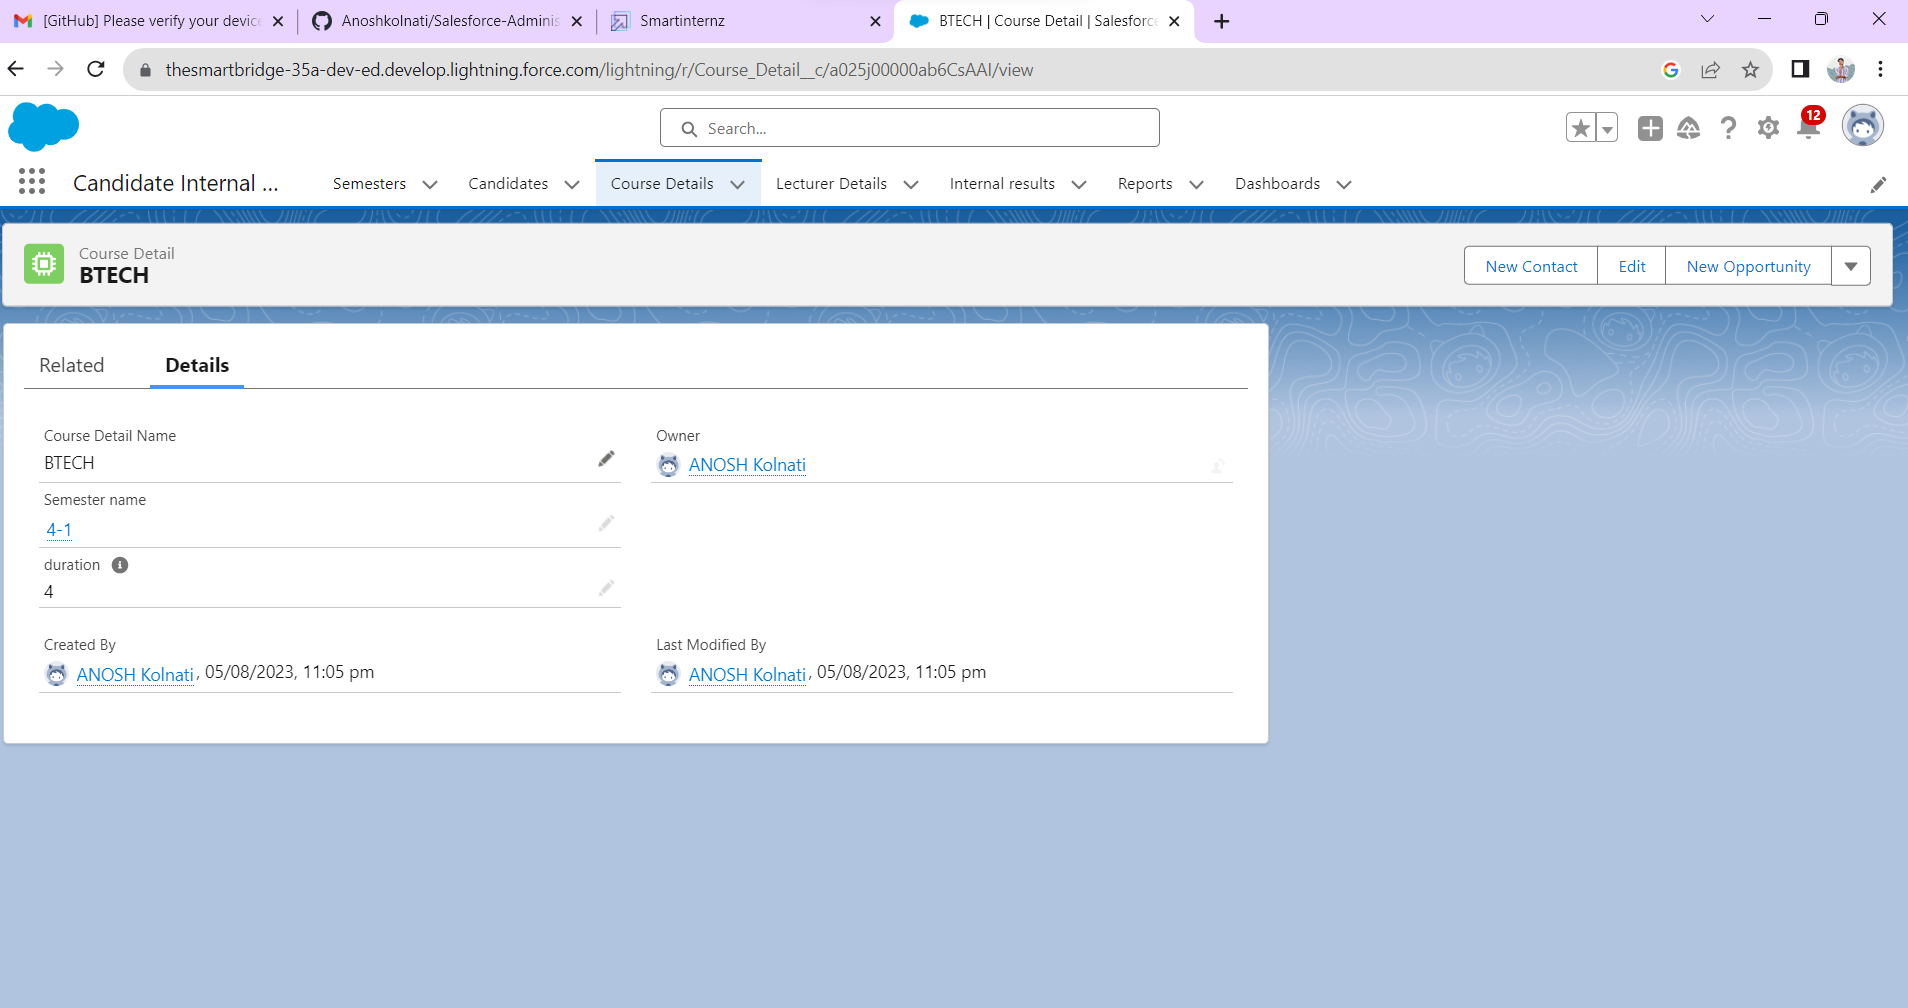 [GitHub] Please verify your device
Anoshkolnati/Salesforce-Adminis
Smartinternz
BTECH | Course Detail | Salesforce
thesmartbridge-35a-dev-ed.develop.lightning.force.com/lightning/r/Course_Detail__c/a025j00000ab6CsAAI/view
Search...
12
Candidate Internal ...
Semesters
Candidates
Course Details
Lecturer Details
Internal results
Reports
Dashboards
Course Detail
BTECH
New Contact
Edit
New Opportunity
Related
Details
Course Detail Name
BTECH
Owner
ANOSH Kolnati
Semester name
4-1
duration
4
Created By
ANOSH Kolnati, 05/08/2023, 11:05 pm
Last Modified By
ANOSH Kolnati, 05/08/2023, 11:05 pm